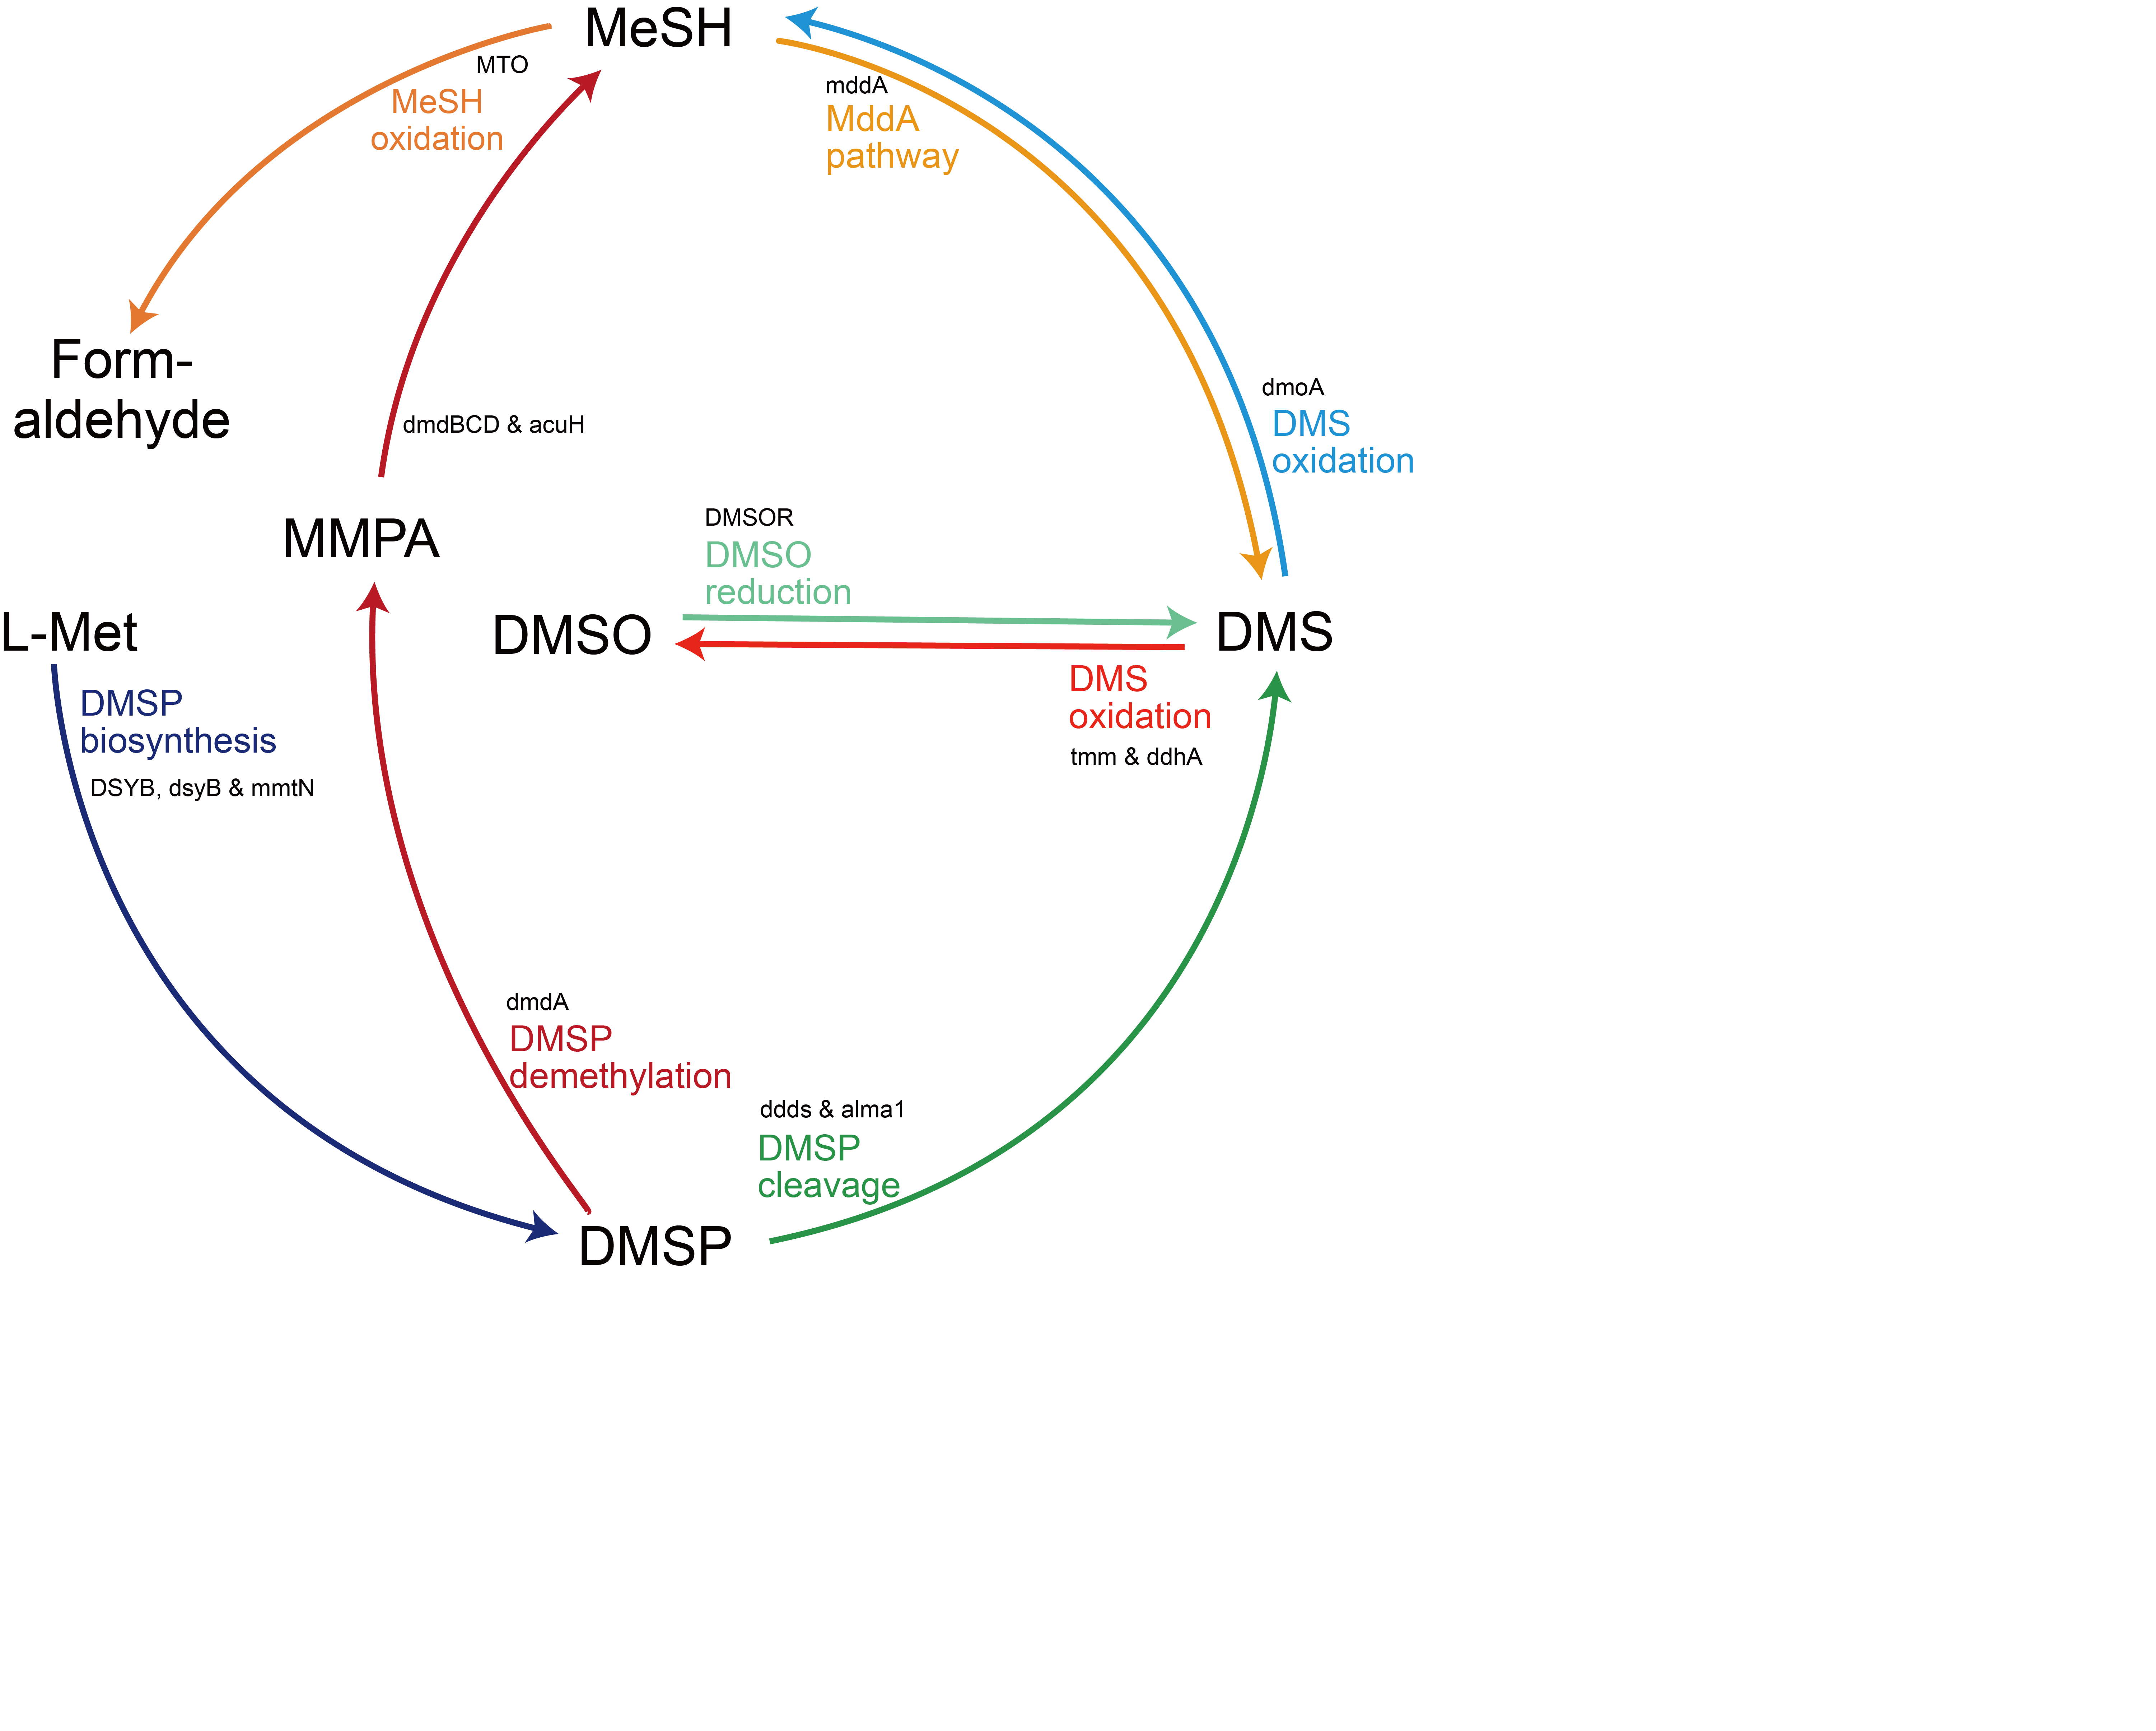 MeSH
MTO
MeSH
oxidation
mddA
MddA
pathway
Form-
aldehyde
dmdBCD & acuH
dmoA
DMS
oxidation
MMPA
DMSOR
DMSO
reduction
L-Met
DMSO
DMS
DMSP
biosynthesis
DSYB, dsyB & mmtN
DMS
oxidation
tmm & ddhA
dmdA
DMSP
demethylation
ddds & alma1
DMSP
cleavage
DMSP